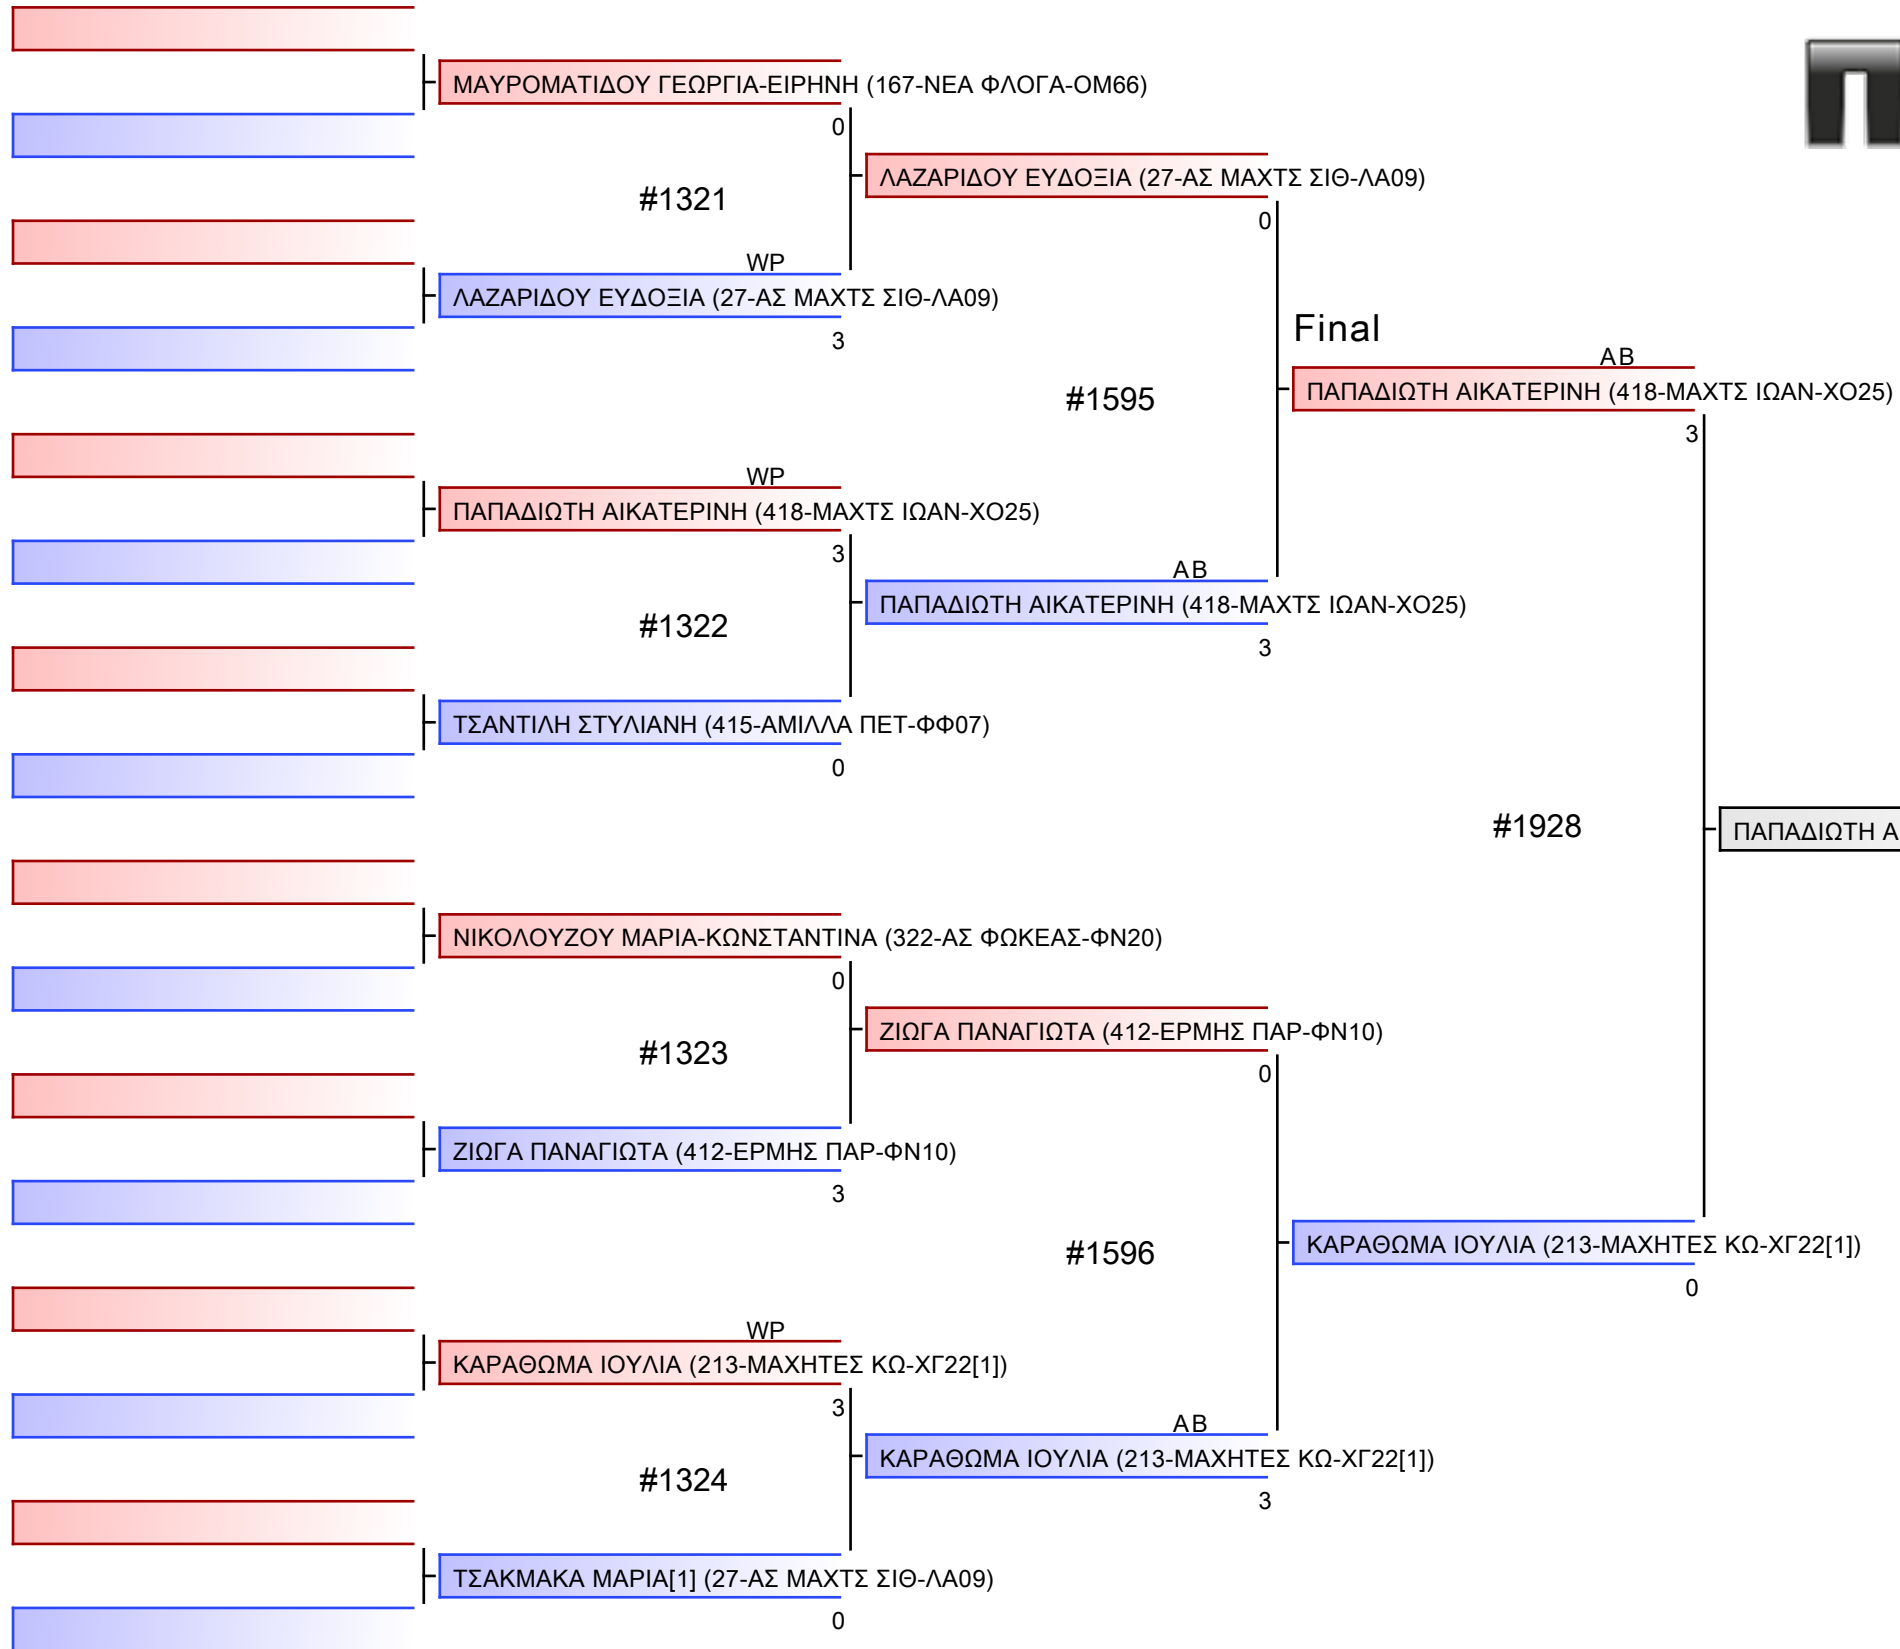 ΜΑΥΡΟΜΑΤΙΔΟΥ ΓΕΩΡΓΙΑ-ΕΙΡΗΝΗ (167-ΝΕΑ ΦΛΟΓΑ-ΟΜ66)
0
#1321
WP
ΛΑΖΑΡΙΔΟΥ ΕΥΔΟΞΙΑ (27-ΑΣ ΜΑΧΤΣ ΣΙΘ-ΛΑ09)
3
ΛΑΖΑΡΙΔΟΥ ΕΥΔΟΞΙΑ (27-ΑΣ ΜΑΧΤΣ ΣΙΘ-ΛΑ09)
0
#1595
WP
ΠΑΠΑΔΙΩΤΗ ΑΙΚΑΤΕΡΙΝΗ (418-ΜΑΧΤΣ ΙΩΑΝ-ΧΟ25)
3
#1322
ΤΣΑΝΤΙΛΗ ΣΤΥΛΙΑΝΗ (415-ΑΜΙΛΛΑ ΠΕΤ-ΦΦ07)
0
AB
ΠΑΠΑΔΙΩΤΗ ΑΙΚΑΤΕΡΙΝΗ (418-ΜΑΧΤΣ ΙΩΑΝ-ΧΟ25)
3
Final
AB
ΠΑΠΑΔΙΩΤΗ ΑΙΚΑΤΕΡΙΝΗ (418-ΜΑΧΤΣ ΙΩΑΝ-ΧΟ25)
3
#1928
ΠΑΠΑΔΙΩΤΗ Α
ΝΙΚΟΛΟΥΖΟΥ ΜΑΡΙΑ-ΚΩΝΣΤΑΝΤΙΝΑ (322-ΑΣ ΦΩΚΕΑΣ-ΦΝ20)
0
#1323
ΖΙΩΓΑ ΠΑΝΑΓΙΩΤΑ (412-ΕΡΜΗΣ ΠΑΡ-ΦΝ10)
3
ΖΙΩΓΑ ΠΑΝΑΓΙΩΤΑ (412-ΕΡΜΗΣ ΠΑΡ-ΦΝ10)
0
#1596
ΚΑΡΑΘΩΜΑ ΙΟΥΛΙΑ (213-ΜΑΧΗΤΕΣ ΚΩ-ΧΓ22[1])
0
WP
ΚΑΡΑΘΩΜΑ ΙΟΥΛΙΑ (213-ΜΑΧΗΤΕΣ ΚΩ-ΧΓ22[1])
3
#1324
AB
ΚΑΡΑΘΩΜΑ ΙΟΥΛΙΑ (213-ΜΑΧΗΤΕΣ ΚΩ-ΧΓ22[1])
3
ΤΣΑΚΜΑΚΑ ΜΑΡΙΑ[1] (27-ΑΣ ΜΑΧΤΣ ΣΙΘ-ΛΑ09)
0